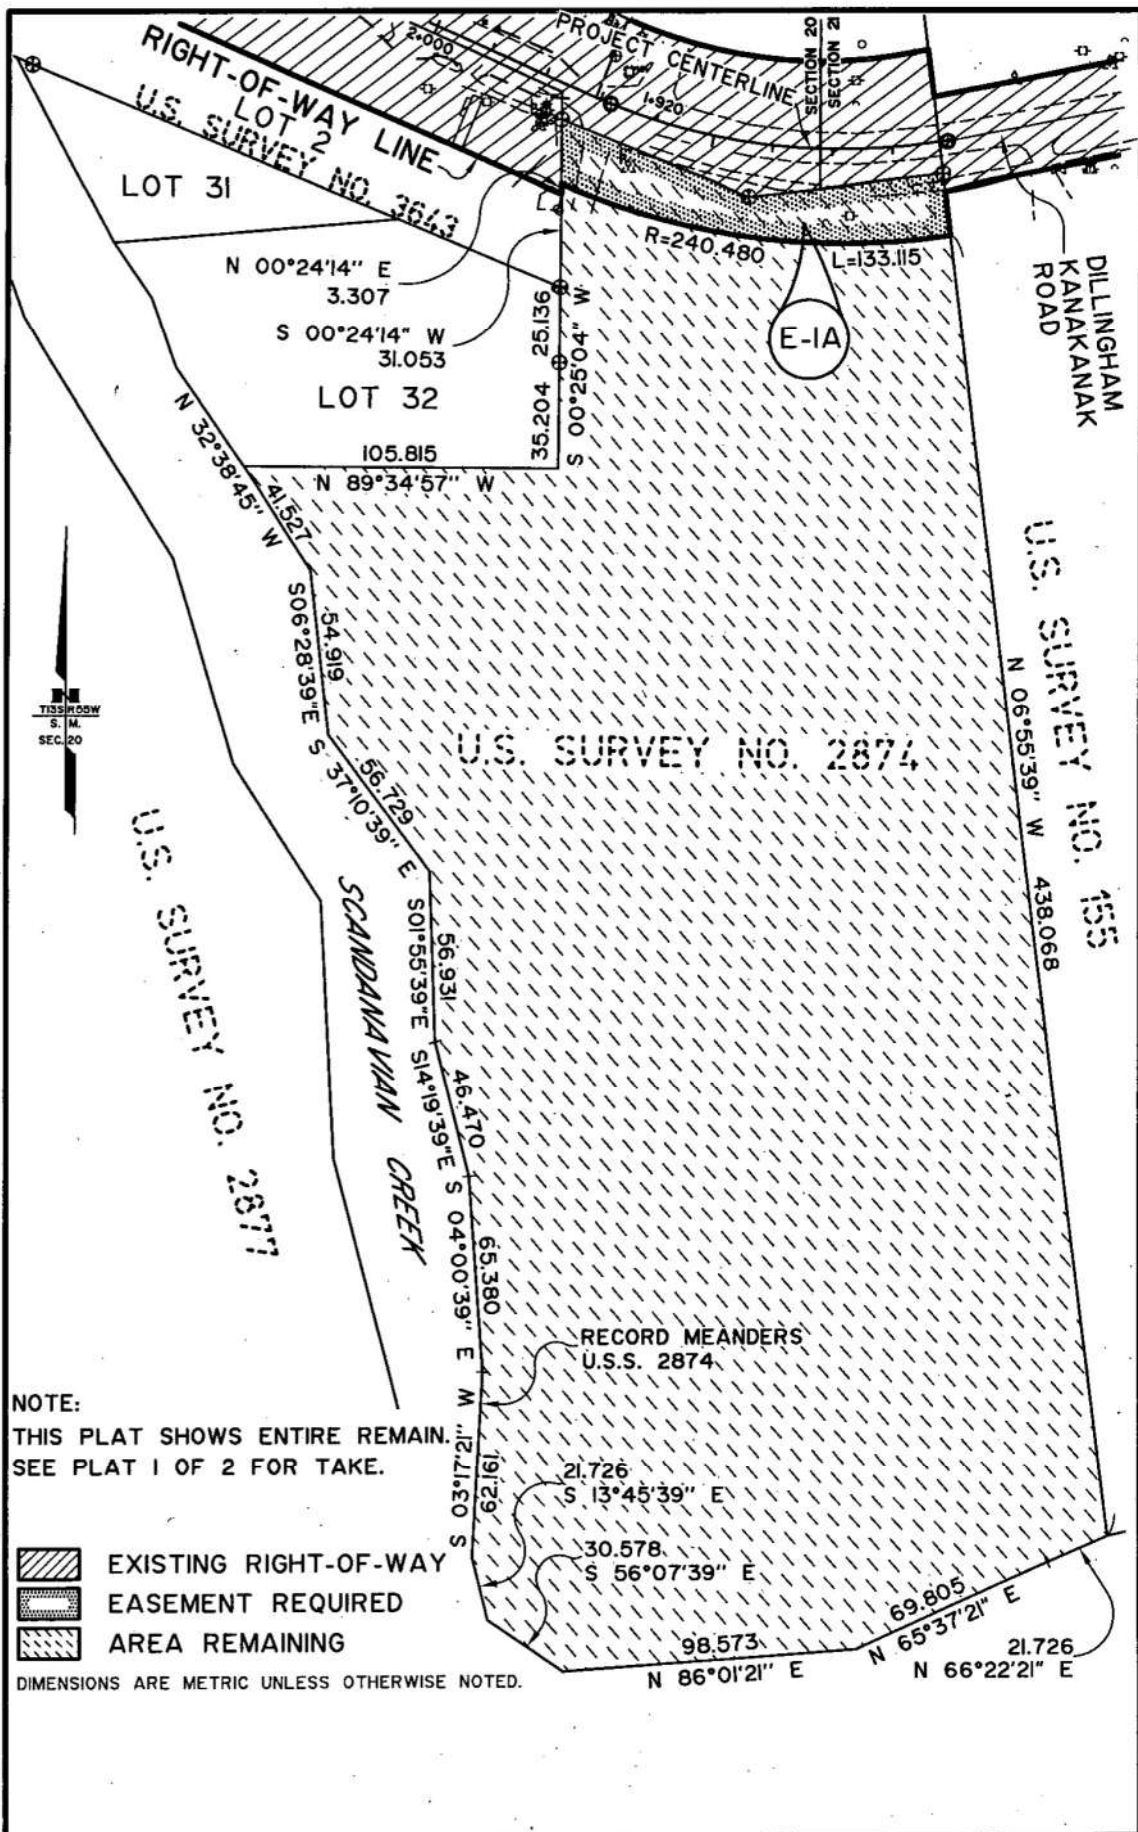 PROJECT CENTERLINE
SECTION 20
SECTION 21
2+000
1+920
RIGHT-OF-WAY LINE
LOT 2
U.S. SURVEY NO. 3643
LOT 31
R=240.480
L=133.115
DILLINGHAM
KANAKANAK
ROAD
N 00°24'14" E
3.307
S 00°24'14" W
31.053
25.136
35.204
S 00°25'04" W
E-1A
LOT 32
105.815
N 89°34'57" W
N 32°38'45" W
41.527
S06°28'39"E
54.919
S 37°10'39" E
56.729
N
T13S R55W
S. M.
SEC. 20
U.S. SURVEY NO. 2874
N 06°55'39" W 438.068
U.S. SURVEY NO. 155
U.S. SURVEY NO. 2877
SCANDANAVIAN CREEK
S01°55'39"E
56.931
S14°19'39"E
46.470
S 04°00'39" E
65.380
RECORD MEANDERS
U.S.S. 2874
S 03°17'21" W
62.161
NOTE:
THIS PLAT SHOWS ENTIRE REMAIN.
SEE PLAT 1 OF 2 FOR TAKE.
21.726
S 13°45'39" E
30.578
S 56°07'39" E
EXISTING RIGHT-OF-WAY
EASEMENT REQUIRED
AREA REMAINING
98.573
N 86°01'21" E
69.805
N 65°37'21" E
21.726
N 66°22'21" E
DIMENSIONS ARE METRIC UNLESS OTHERWISE NOTED.